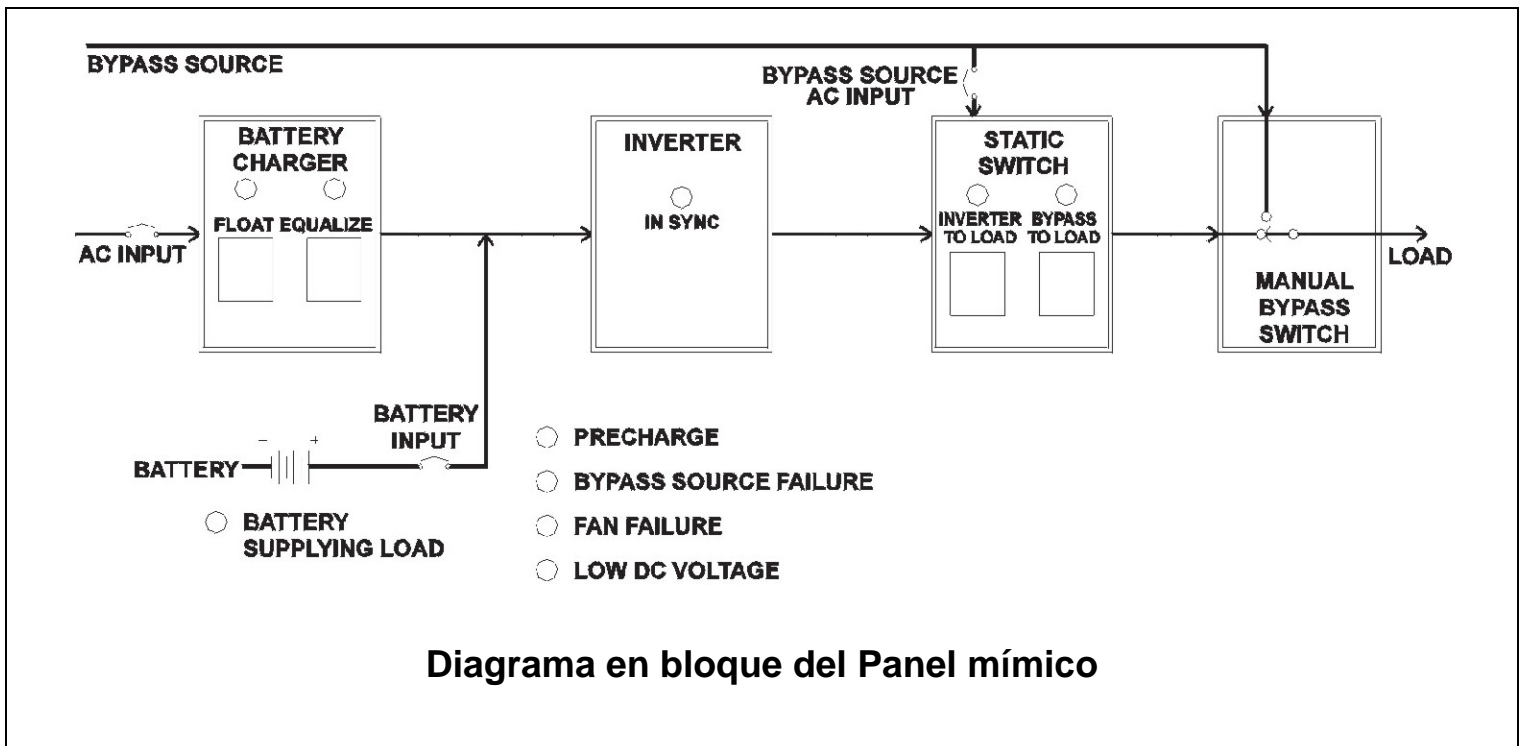 BYPASS SOURCE
BYPASS SOURCE
AC INPUT
BATTERY
CHARGER
FLOAT EQUALIZE
AC INPUT
INVERTER
IN SYNC
STATIC
SWITCH
INVERTER BYPASS
TO LOAD TO LOAD
MANUAL
BYPASS
SWITCH
LOAD
BATTERY
INPUT
- +
BATTERY
BATTERY
SUPPLYING LOAD
PRECHARGE
BYPASS SOURCE FAILURE
FAN FAILURE
LOW DC VOLTAGE
Diagrama en bloque del Panel mímico